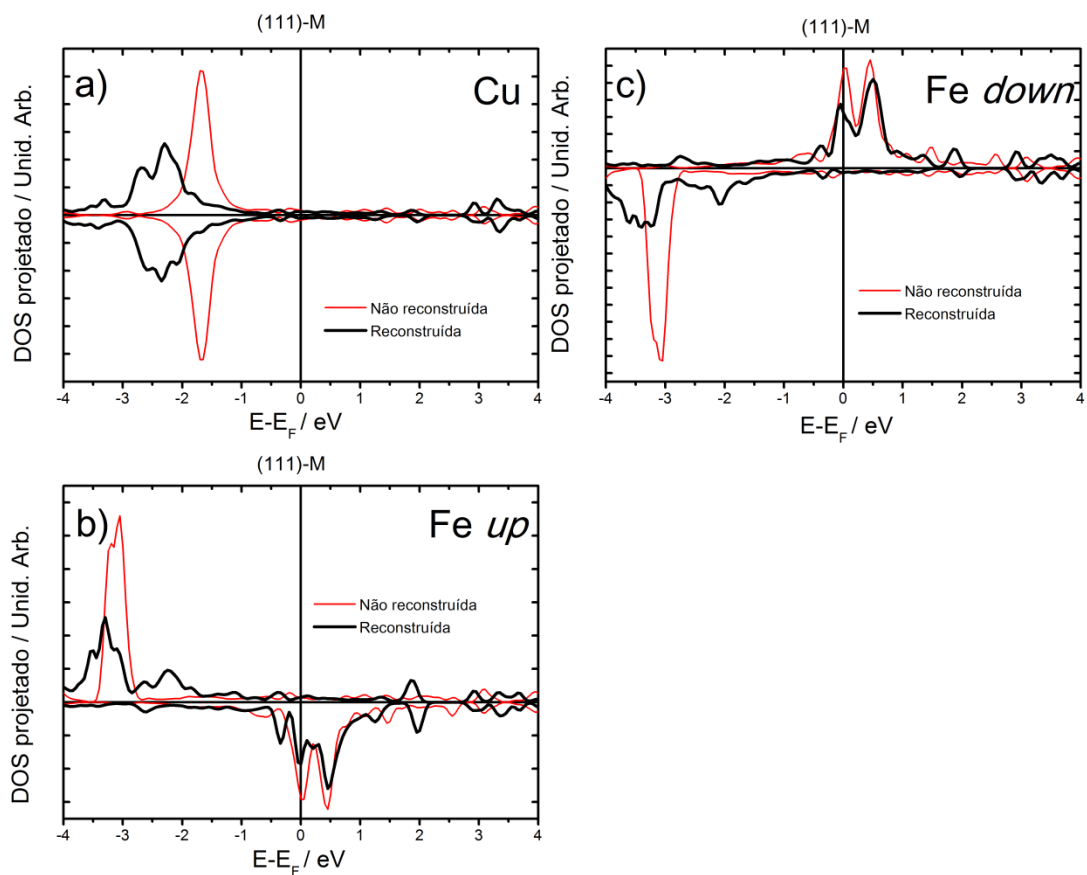 (111)-M
a)
Cu
DOS projetado / Unid. Arb.
Não reconstruída
Reconstruída
-4 -3 -2 -1 0 1 2 3 4
E-E_F / eV
(111)-M
c)
Fe down
DOS projetado / Unid. Arb.
Não reconstruída
Reconstruída
-4 -3 -2 -1 0 1 2 3 4
E-E_F / eV
(111)-M
b)
Fe up
DOS projetado / Unid. Arb.
Não reconstruída
Reconstruída
-4 -3 -2 -1 0 1 2 3 4
E-E_F / eV